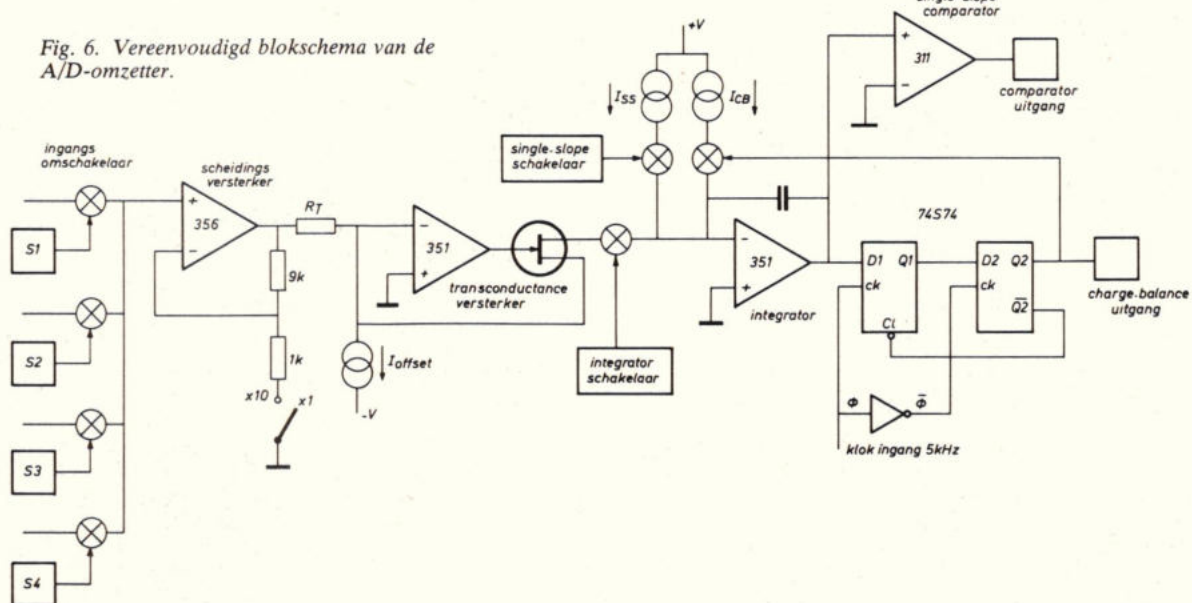 Fig. 6. Vereenvoudigd blokschema van de
A/D-omzetter.
comparator
+
311
-
comparator
uitgang
+V
ISS
ICB
single-slope
schakelaar
ingangs
omschakelaar
S1
S2
S3
S4
scheidings
versterker
+
356
-
RT
9k
1k
x10
x1
-
351
+
transconductance
versterker
Ioffset
-V
integrator
schakelaar
-
351
+
integrator
74S74
D1 Q1
ck
Cl
D2 Q2
ck
Q2
charge-balance
uitgang
Φ
Φ
klok ingang 5kHz